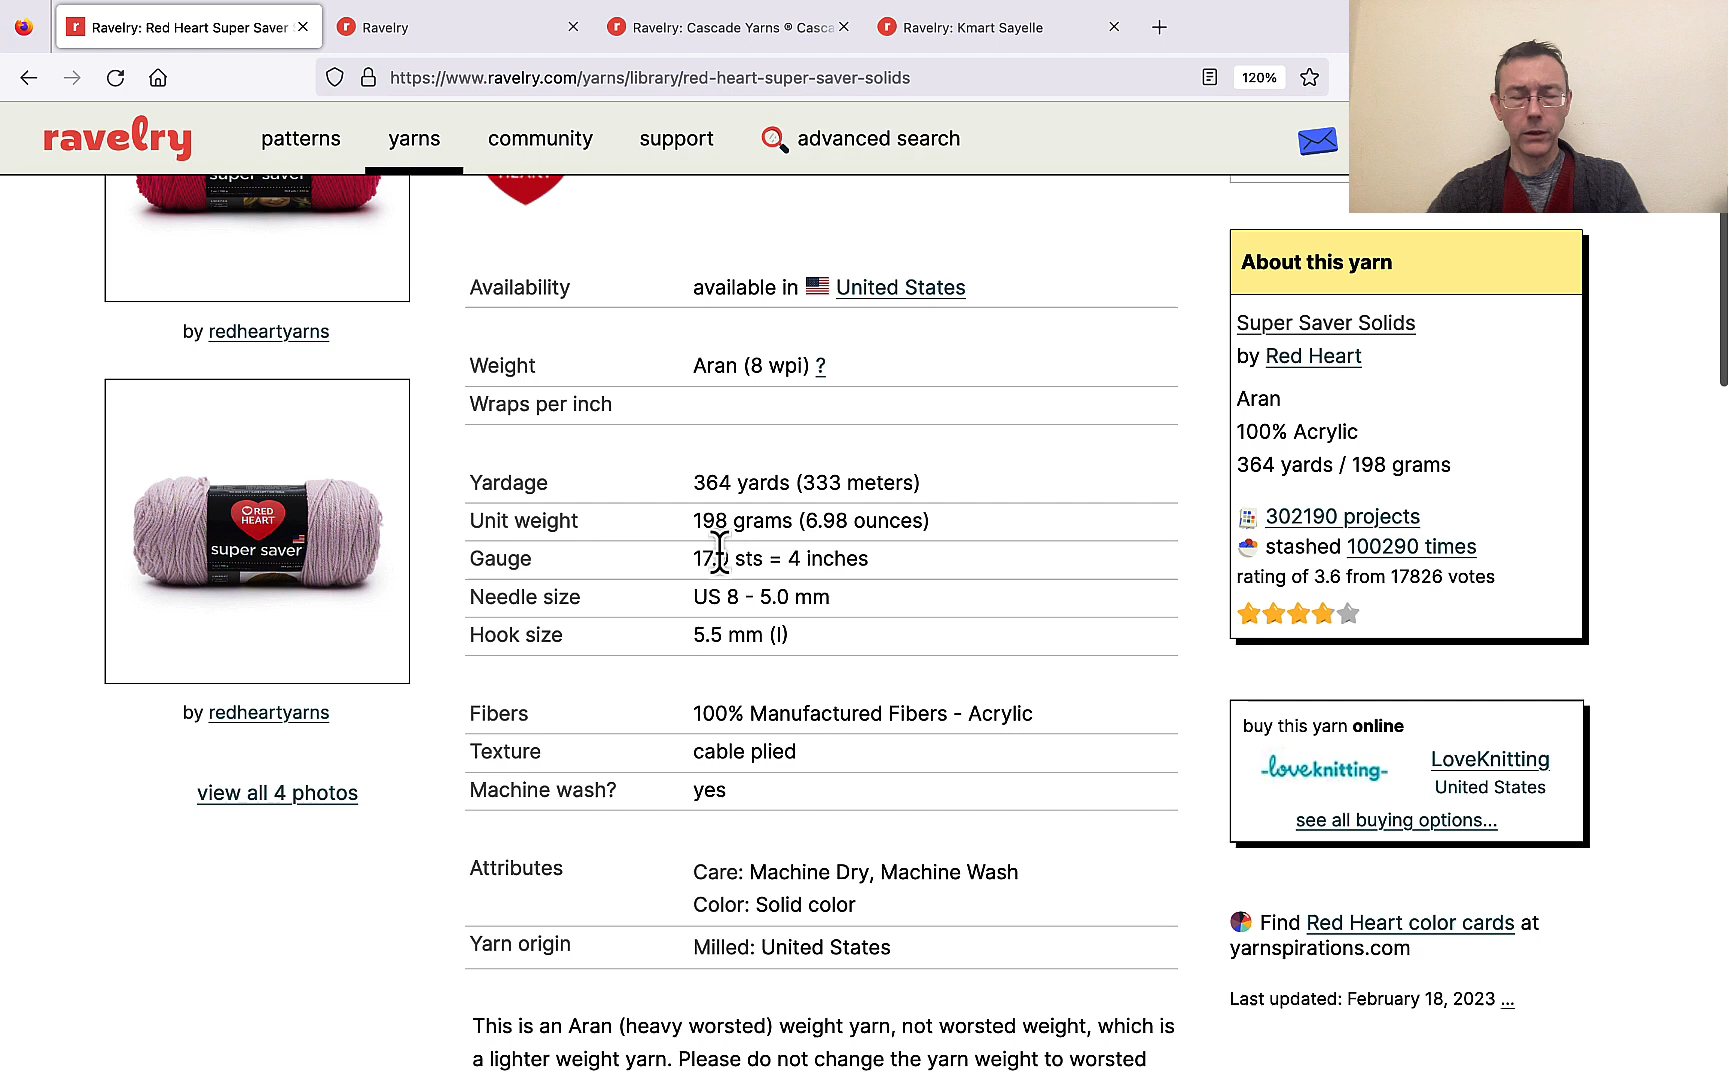 Ravelry: Red Heart Super Saver
Ravelry
Ravelry: Cascade Yarns ® Casca
Ravelry: Kmart Sayelle
https://www.ravelry.com/yarns/library/red-heart-super-saver-solids
120%
ravelry
patterns
yarns
community
support
advanced search
super saver
HEART
by redheartyarns
RED
HEART
super saver
by redheartyarns
view all 4 photos
Availability available in United States
Weight Aran (8 wpi) ?
Wraps per inch
Yardage 364 yards (333 meters)
Unit weight 198 grams (6.98 ounces)
Gauge 17.0 sts = 4 inches
Needle size US 8 - 5.0 mm
Hook size 5.5 mm (I)
Fibers 100% Manufactured Fibers - Acrylic
Texture cable plied
Machine wash? yes
Attributes Care: Machine Dry, Machine Wash
Color: Solid color
Yarn origin Milled: United States
This is an Aran (heavy worsted) weight yarn, not worsted weight, which is
a lighter weight yarn. Please do not change the yarn weight to worsted
About this yarn
Super Saver Solids
by Red Heart
Aran
100% Acrylic
364 yards / 198 grams
302190 projects
stashed 100290 times
rating of 3.6 from 17826 votes
buy this yarn online
-loveknitting-
LoveKnitting
United States
see all buying options...
Find Red Heart color cards at
yarnspirations.com
Last updated: February 18, 2023 ...